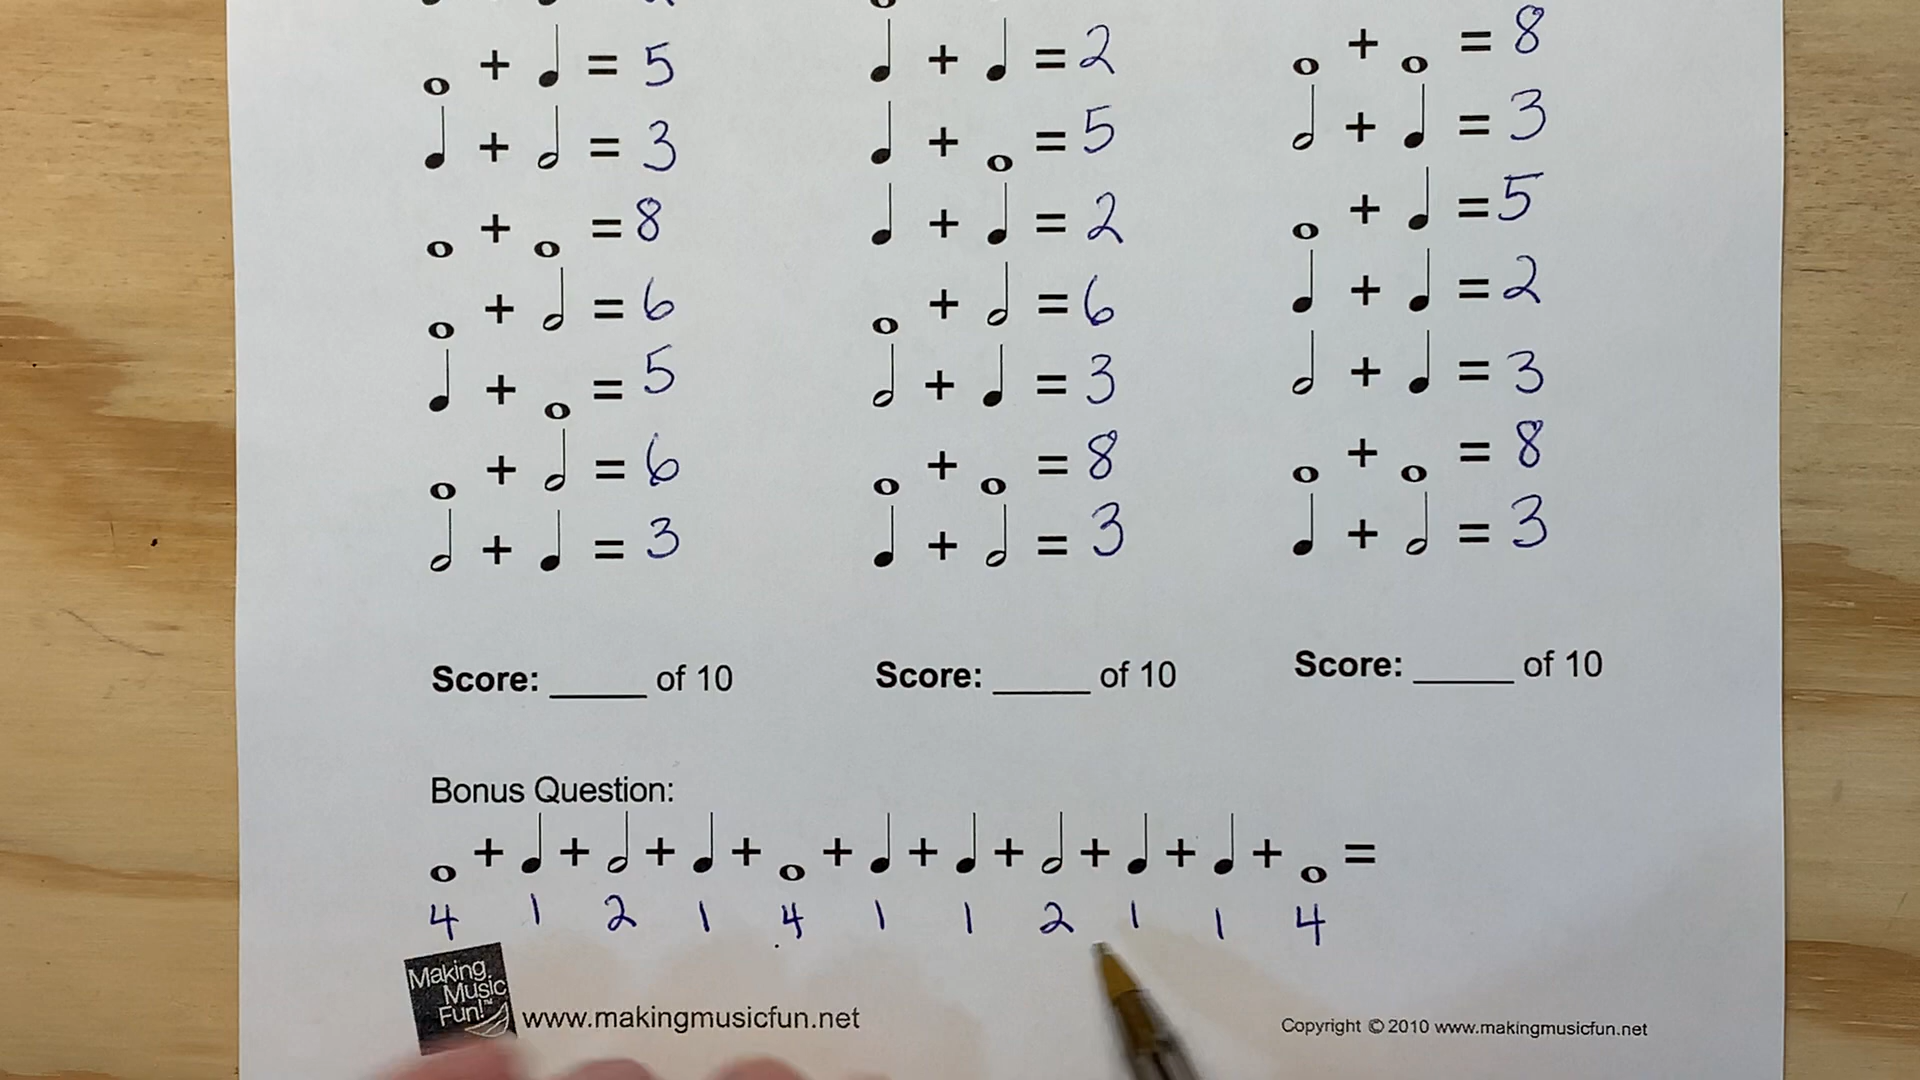 + = 5 + = 2 + = 8
+ = 3 + = 5 + = 3
+ = 8 + = 2 + = 5
+ = 6 + = 6 + = 2
+ = 5 + = 3 + = 3
+ = 6 + = 8 + = 8
+ = 3 + = 3 + = 3
Score: _____ of 10 Score: _____ of 10 Score: _____ of 10
Bonus Question:
+ + + + + + + + + + =
4 1 2 1 4 1 1 2 1 1 4
Making
Music
Fun!™
www.makingmusicfun.net
Copyright © 2010 www.makingmusicfun.net